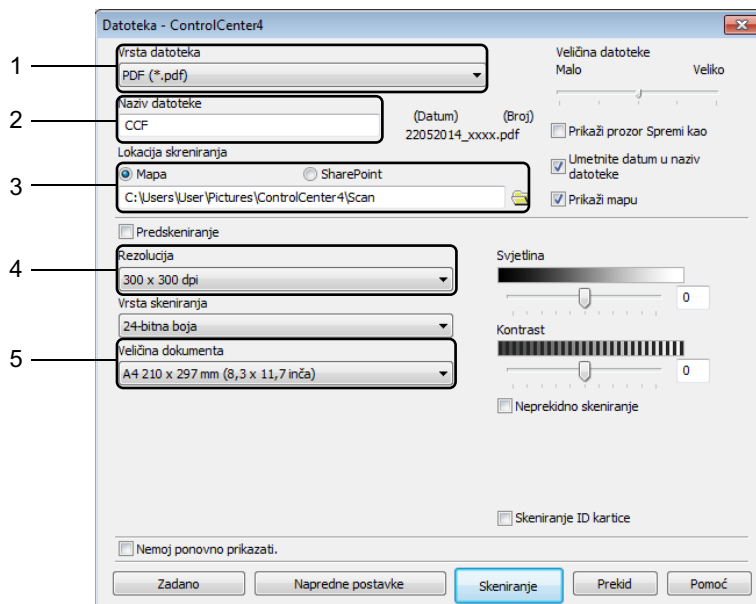 Datoteka - ControlCenter4
1
Vrsta datoteka
PDF (*.pdf)
Veličina datoteke
Malo
Veliko
2
Naziv datoteke
CCF
(Datum)
(Broj)
22052014_xxxx.pdf
Prikaži prozor Spremi kao
Umetnite datum u naziv
datoteke
Prikaži mapu
Lokacija skreniranja
3
Mapa
SharePoint
C:\Users\User\Pictures\ControlCenter4\Scan
Predskeniranje
4
Rezolucija
300 x 300 dpi
Vrsta skeniranja
24-bitna boja
5
Veličina dokumenta
A4 210 x 297 mm (8,3 x 11,7 inča)
Svjetlina
0
Kontrast
0
Neprekidno skeniranje
Skeniranje ID kartice
Nemoj ponovno prikazati.
Zadano
Napredne postavke
Skeniranje
Prekid
Pomoć